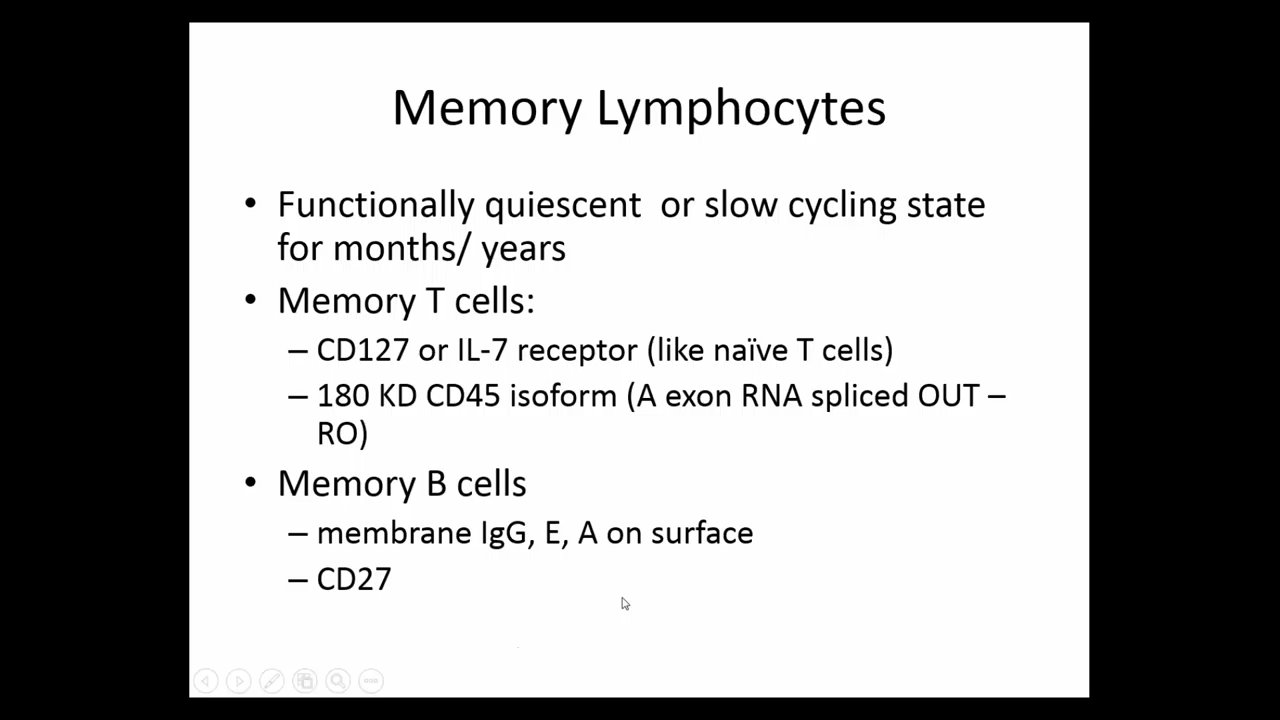 Memory Lymphocytes
• Functionally quiescent  or slow cycling state
for months/ years
• Memory T cells:
– CD127 or IL-7 receptor (like naïve T cells)
– 180 KD CD45 isoform (A exon RNA spliced OUT –
RO)
• Memory B cells
– membrane IgG, E, A on surface
– CD27